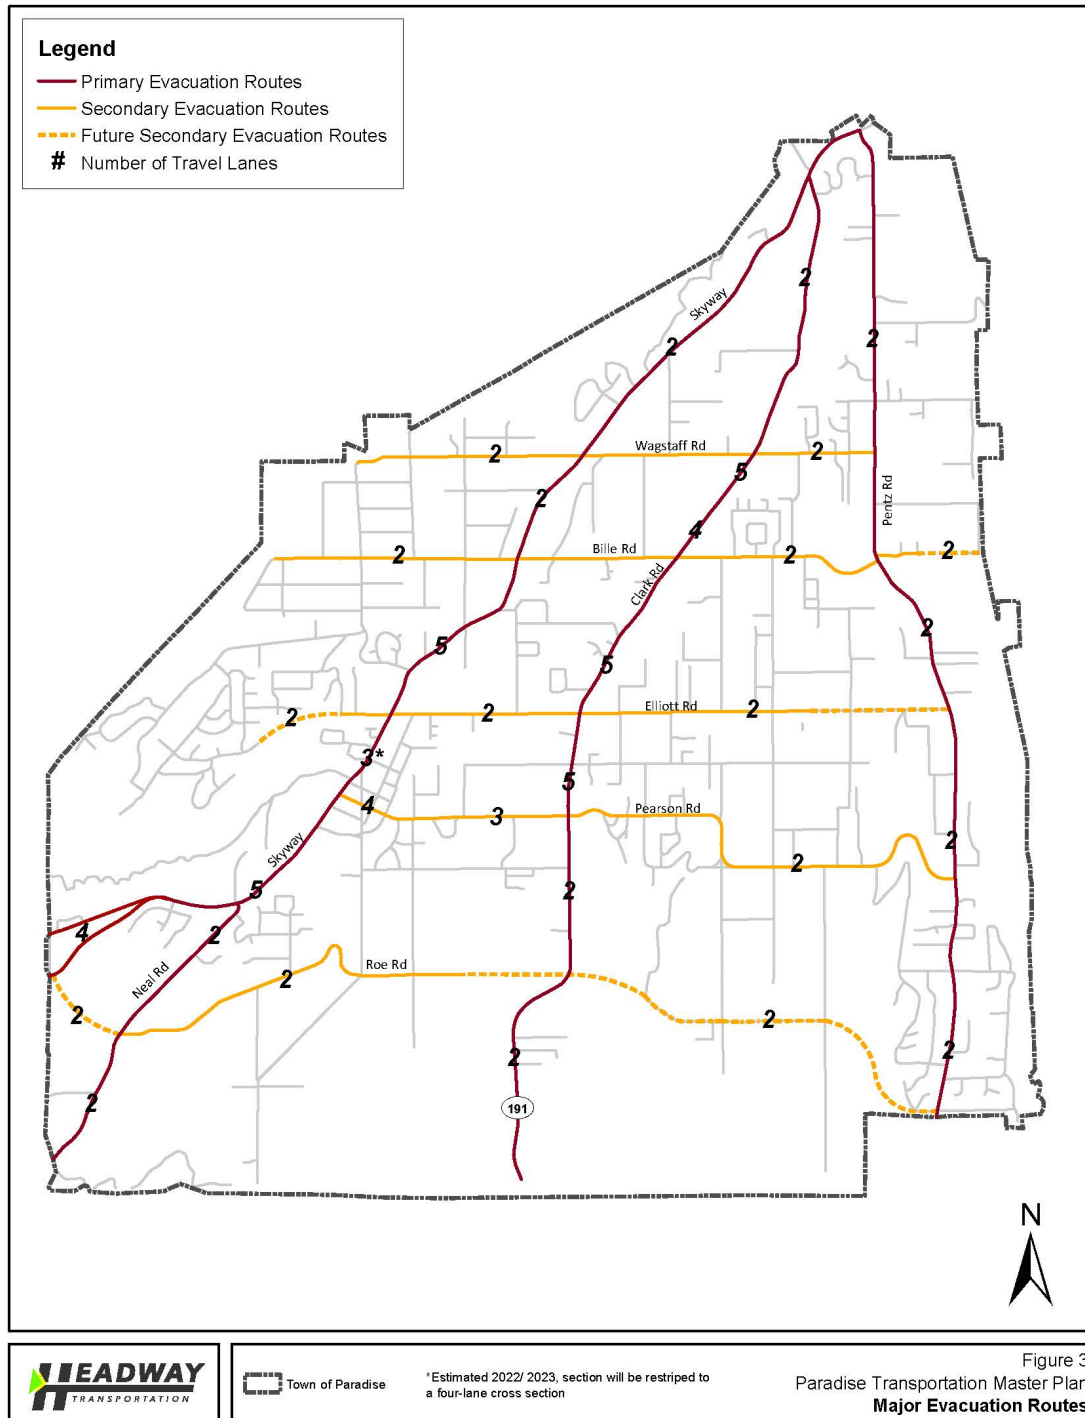 Legend
Primary Evacuation Routes
Secondary Evacuation Routes
Future Secondary Evacuation Routes
# Number of Travel Lanes
2
Skyway
2
2
Wagstaff Rd
2
2
5
2
Pentz Rd
4
Bille Rd
2
2
2
Clark Rd
2
5
5
Elliott Rd
2
2
2
3*
5
4
3
Pearson Rd
2
2
Skyway
5
2
4
2
Roe Rd
2
Neal Rd
2
2
2
2
2
191
N
HEADWAY
TRANSPORTATION
Town of Paradise
*Estimated 2022/ 2023, section will be restriped to
a four-lane cross section
Figure 3
Paradise Transportation Master Plan
Major Evacuation Routes